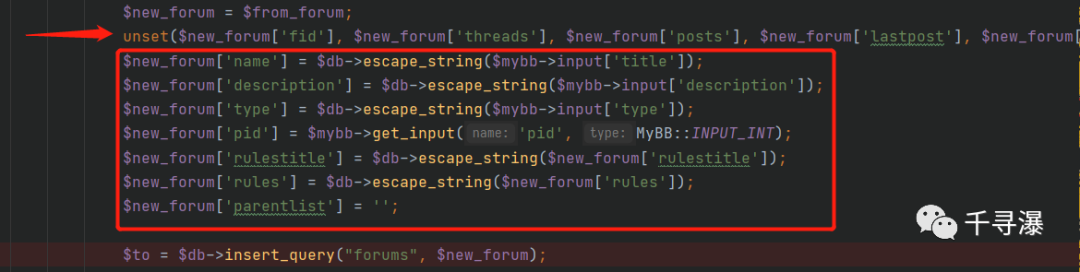 $new_forum = $from_forum;
unset($new_forum['fid'], $new_forum['threads'], $new_forum['posts'], $new_forum['lastpost'], $new_forum[
$new_forum['name'] = $db->escape_string($mybb->input['title']);
$new_forum['description'] = $db->escape_string($mybb->input['description']);
$new_forum['type'] = $db->escape_string($mybb->input['type']);
$new_forum['pid'] = $mybb->get_input( name: 'pid', type: MyBB::INPUT_INT);
$new_forum['rulestitle'] = $db->escape_string($new_forum['rulestitle']);
$new_forum['rules'] = $db->escape_string($new_forum['rules']);
$new_forum['parentlist'] = '';
千寻瀑
$to = $db->insert_query("forums", $new_forum);